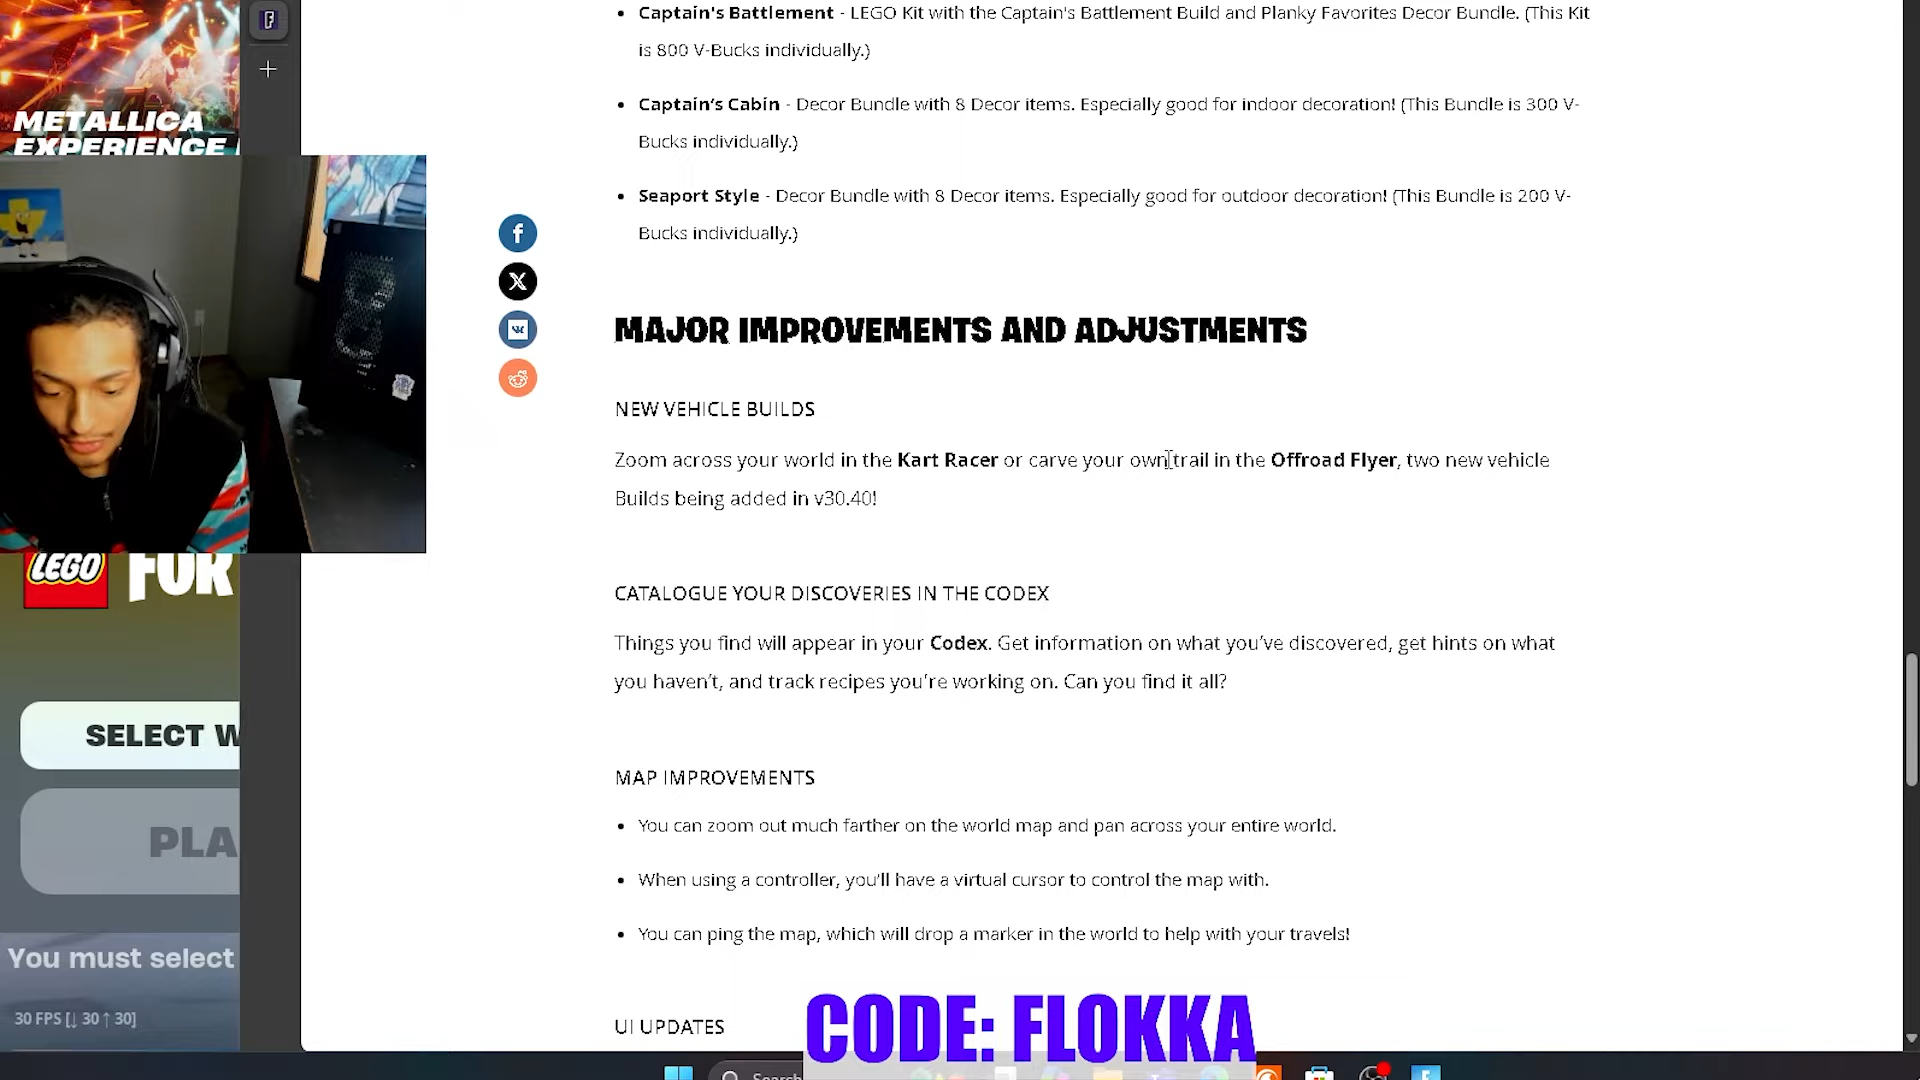 METALLICA
EXPERIENCE
Captain's Battlement - LEGO Kit with the Captain's Battlement Build and Planky Favorites Decor Bundle. (This Kit
is 800 V-Bucks individually.)
Captain's Cabin - Decor Bundle with 8 Decor items. Especially good for indoor decoration! (This Bundle is 300 V-
Bucks individually.)
Seaport Style - Decor Bundle with 8 Decor items. Especially good for outdoor decoration! (This Bundle is 200 V-
Bucks individually.)
MAJOR IMPROVEMENTS AND ADJUSTMENTS
NEW VEHICLE BUILDS
Zoom across your world in the Kart Racer or carve your own trail in the Offroad Flyer, two new vehicle
Builds being added in v30.40!
CATALOGUE YOUR DISCOVERIES IN THE CODEX
Things you find will appear in your Codex. Get information on what you've discovered, get hints on what
you haven't, and track recipes you're working on. Can you find it all?
MAP IMPROVEMENTS
You can zoom out much farther on the world map and pan across your entire world.
When using a controller, you'll have a virtual cursor to control the map with.
You can ping the map, which will drop a marker in the world to help with your travels!
UI UPDATES
LEGO FOR
SELECT W
PLA
You must select
30 FPS [↓ 30 ↑ 30]
CODE: FLOKKA
Search